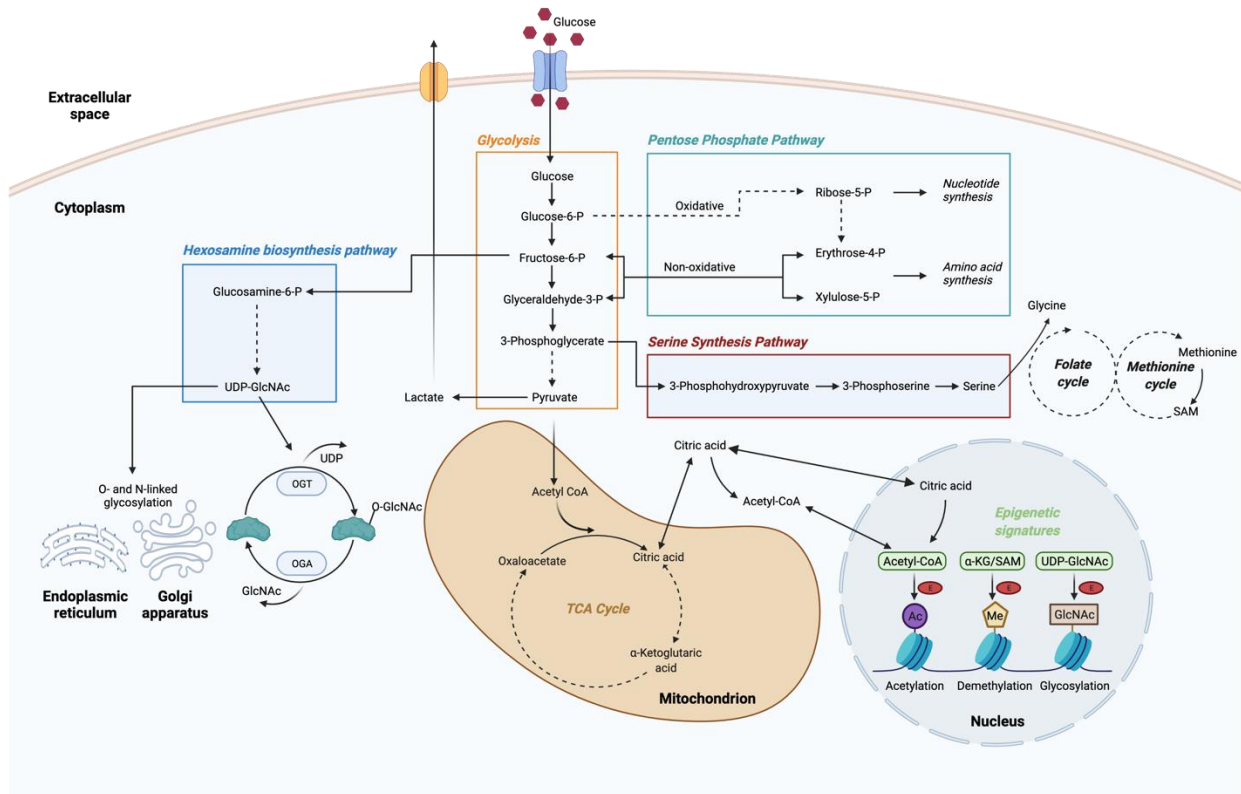 Glucose
Extracellular
space
Cytoplasm
Glycolysis
Glucose
Glucose-6-P
Fructose-6-P
Glyceraldehyde-3-P
3-Phosphoglycerate
Pyruvate
Lactate
Pentose Phosphate Pathway
Oxidative
Ribose-5-P
Nucleotide
synthesis
Non-oxidative
Erythrose-4-P
Amino acid
synthesis
Xylulose-5-P
Hexosamine biosynthesis pathway
Glucosamine-6-P
UDP-GlcNAc
Serine Synthesis Pathway
3-Phosphohydroxypyruvate
3-Phosphoserine
Serine
Glycine
Folate
cycle
Methionine
cycle
Methionine
SAM
O- and N-linked
glycosylation
Endoplasmic
reticulum
Golgi
apparatus
UDP
OGT
O-GlcNAc
OGA
GlcNAc
Acetyl CoA
Oxaloacetate
Citric acid
TCA Cycle
α-Ketoglutaric
acid
Mitochondrion
Citric acid
Acetyl-CoA
Citric acid
Epigenetic
signatures
Acetyl-CoA
α-KG/SAM
UDP-GlcNAc
E
E
E
Ac
Me
GlcNAc
Acetylation
Demethylation
Glycosylation
Nucleus